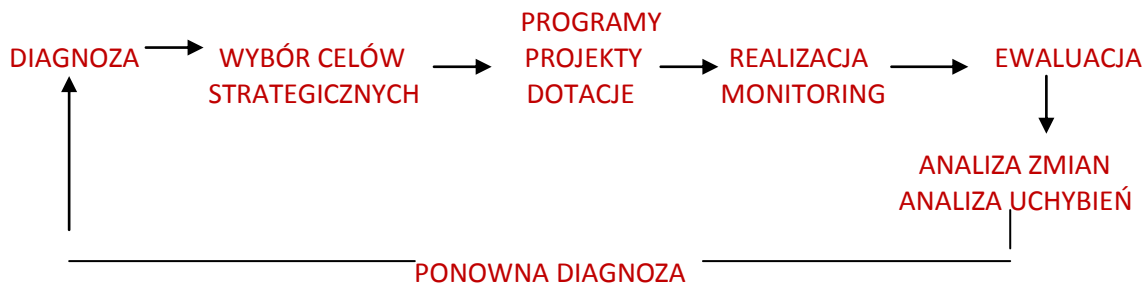 DIAGNOZA
WYBÓR CELÓW
STRATEGICZNYCH
PROGRAMY
PROJEKTY
DOTACJE
REALIZACJA
MONITORING
EWALUACJA
ANALIZA ZMIAN
ANALIZA UCHYBIEŃ
PONOWNA DIAGNOZA